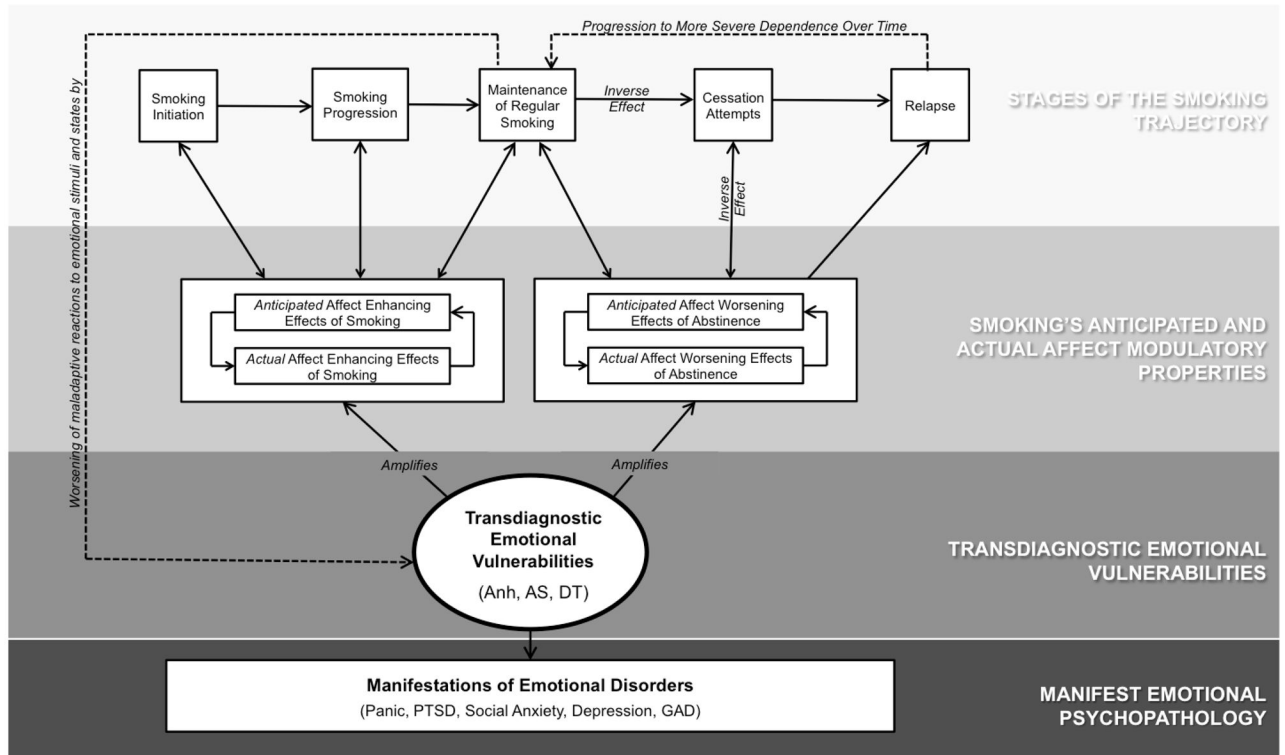 Progression to More Severe Dependence Over Time
Worsening of maladaptive reactions to emotional stimuli and states by
Smoking
Initiation
Smoking
Progression
Maintenance
of Regular
Smoking
Inverse
Effect
Cessation
Attempts
Relapse
STAGES OF THE SMOKING
TRAJECTORY
Inverse
Effect
Anticipated Affect Enhancing
Effects of Smoking
Actual Affect Enhancing Effects
of Smoking
Anticipated Affect Worsening
Effects of Abstinence
Actual Affect Worsening Effects
of Abstinence
SMOKING'S ANTICIPATED AND
ACTUAL AFFECT MODULATORY
PROPERTIES
Amplifies
Amplifies
Transdiagnostic
Emotional
Vulnerabilities
(Anh, AS, DT)
TRANSDIAGNOSTIC EMOTIONAL
VULNERABILITIES
Manifestations of Emotional Disorders
(Panic, PTSD, Social Anxiety, Depression, GAD)
MANIFEST EMOTIONAL
PSYCHOPATHOLOGY